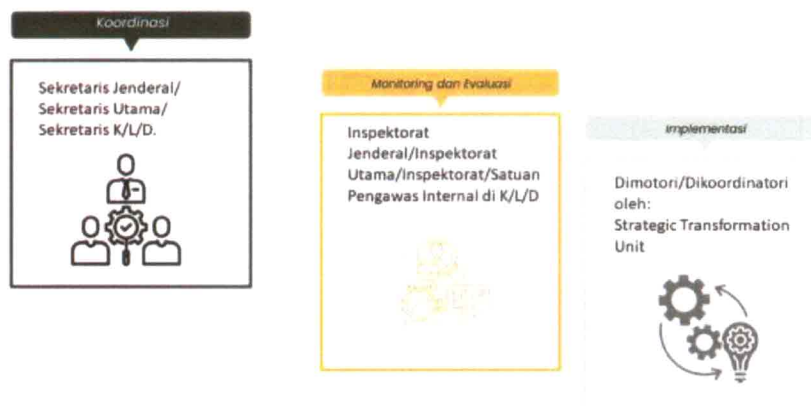 Koordinasi
Sekretaris Jenderal/
Sekretaris Utama/
Sekretaris K/L/D.
Monitoring dan Evaluasi
Inspektorat
Jenderal/Inspektorat
Utama/Inspektorat/Satuan
Pengawas Internal di K/L/D
Implementasi
Dimotori/Dikoordinatori
oleh:
Strategic Transformation
Unit